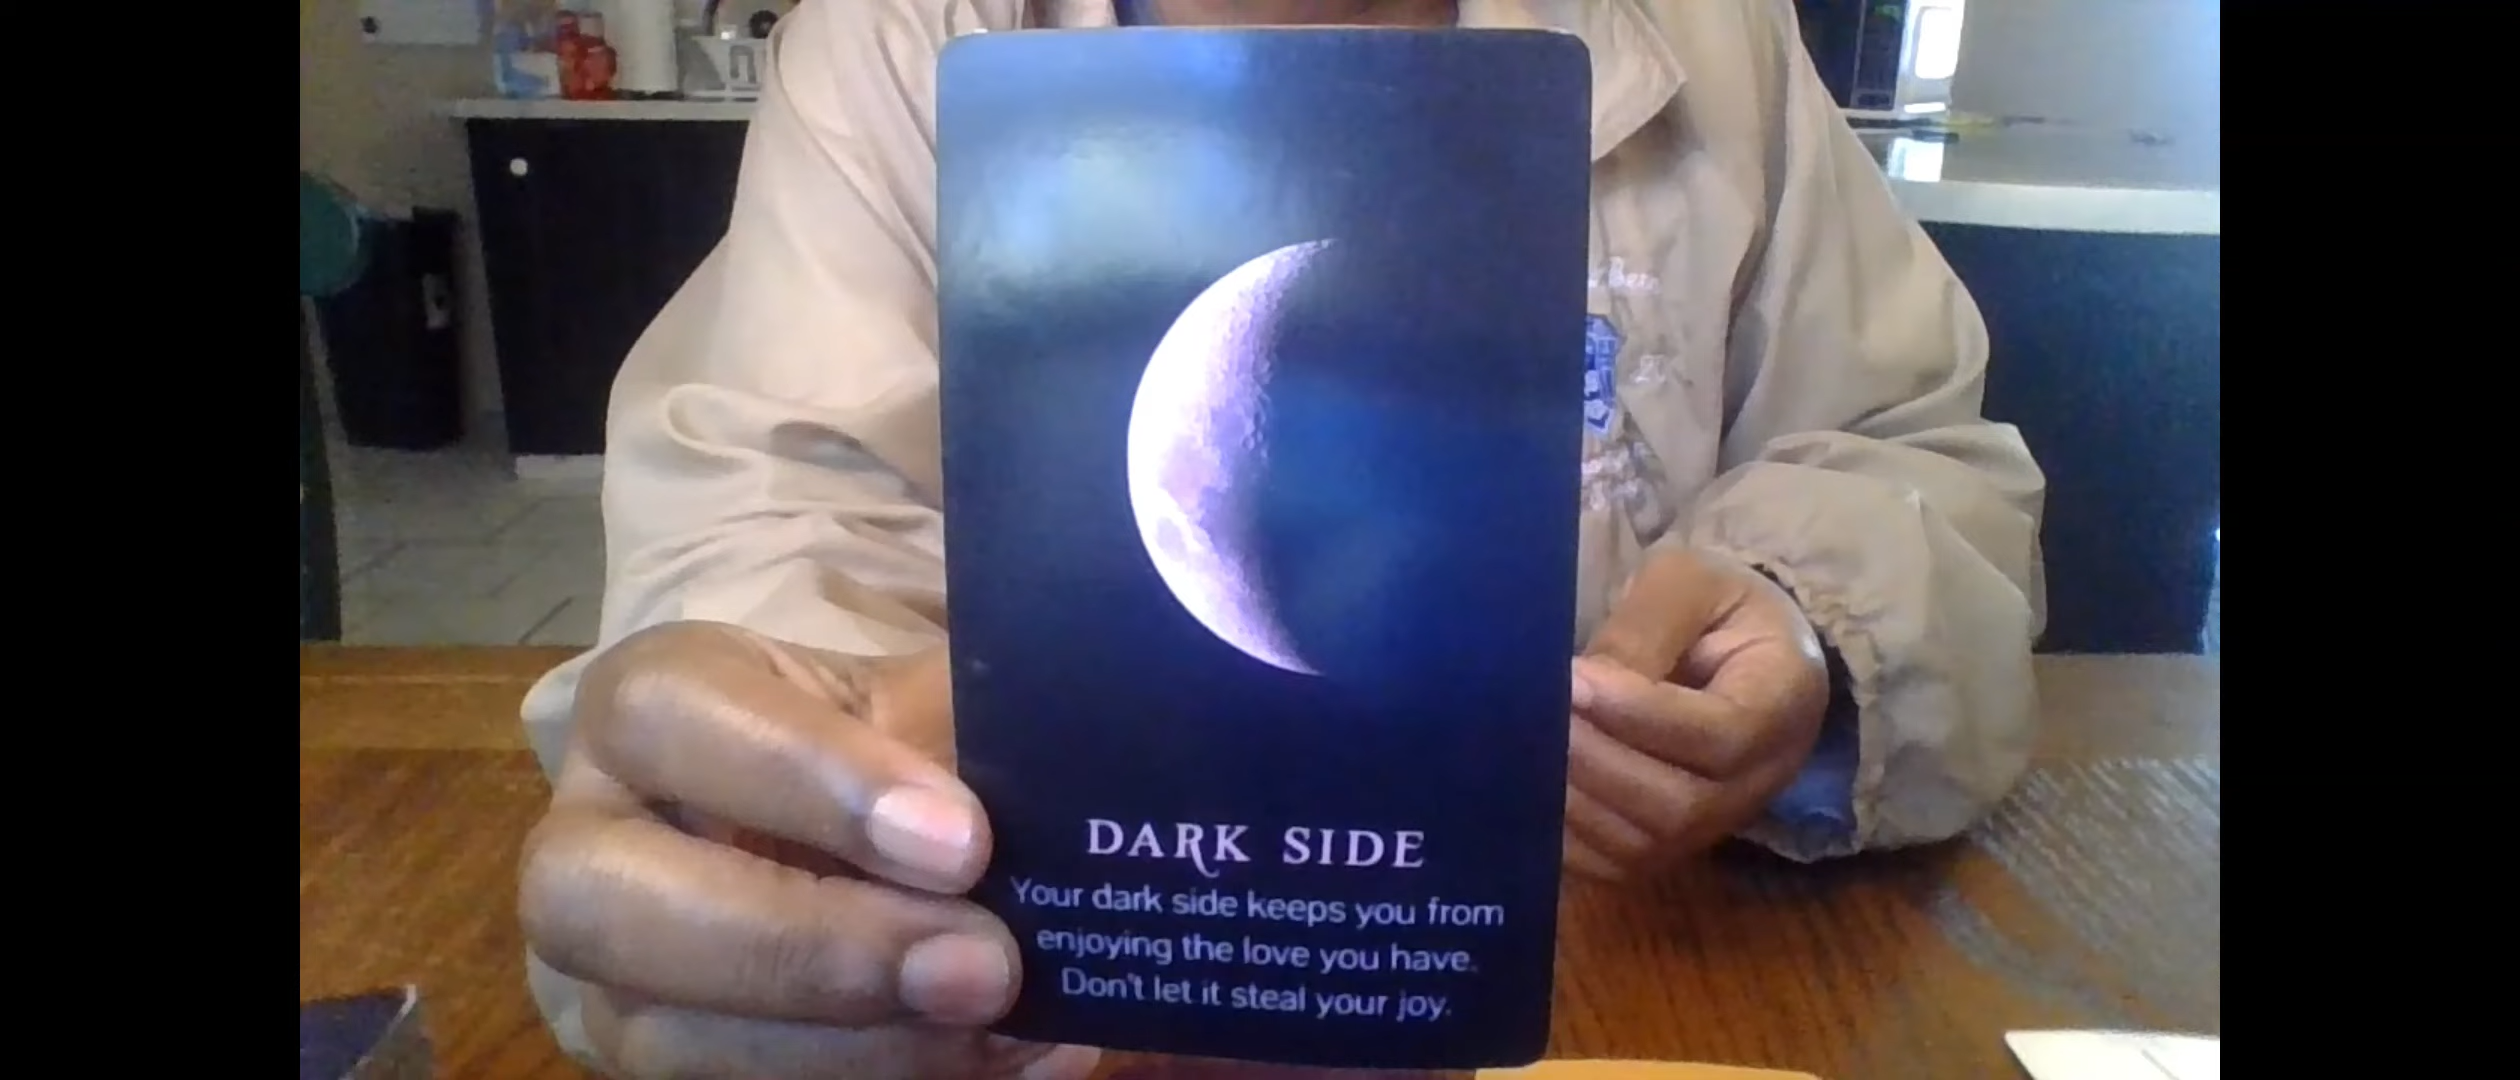 DARK SIDE
Your dark side keeps you from
enjoying the love you have.
Don't let it steal your joy.